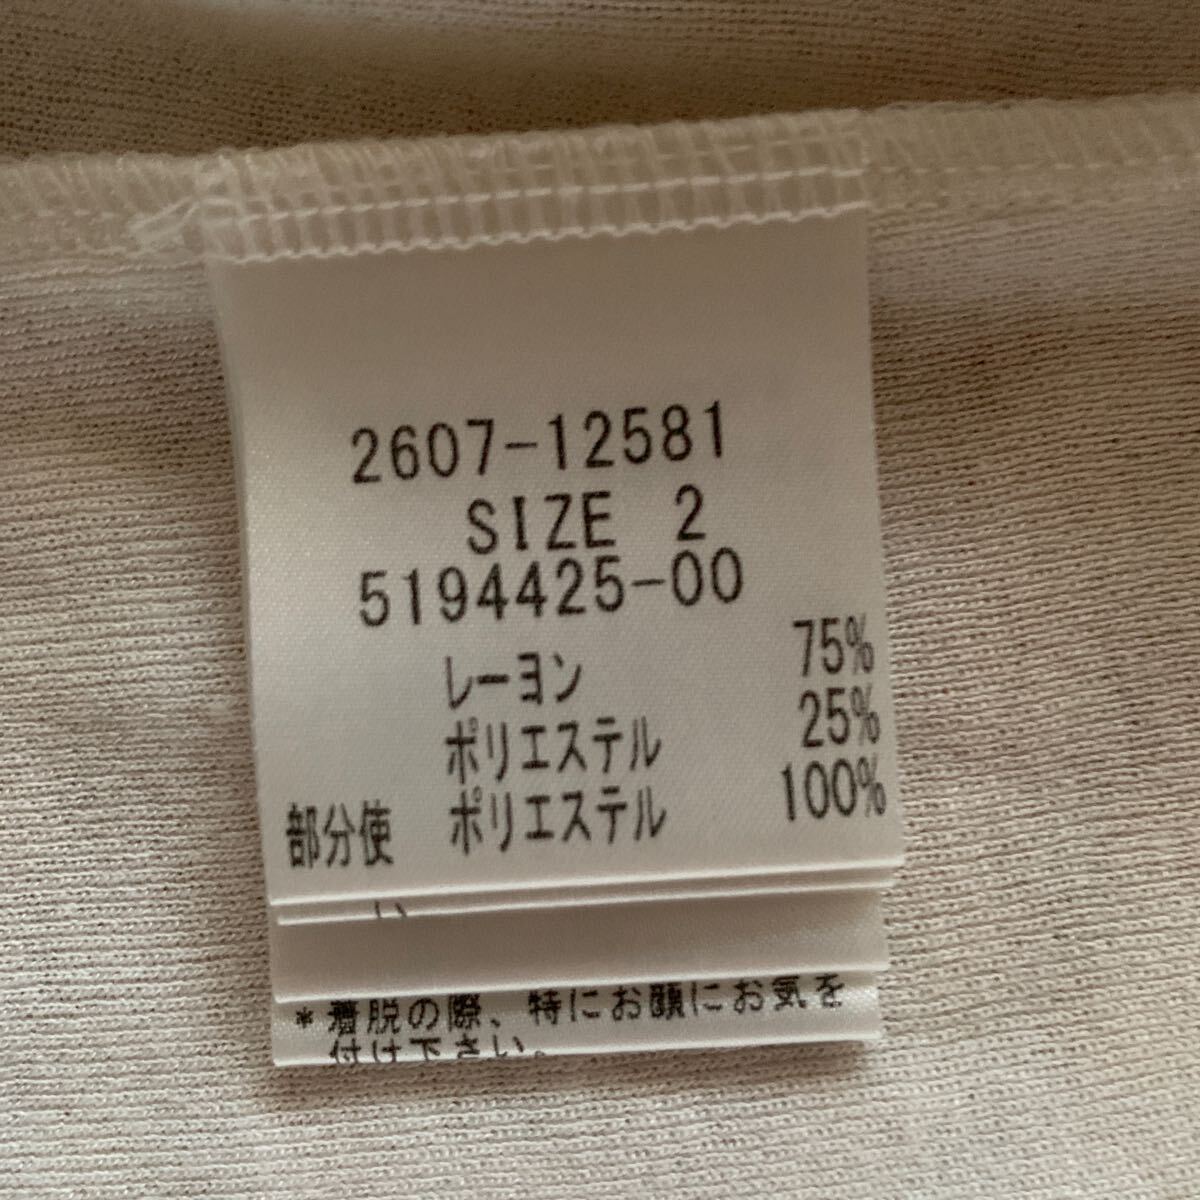 2607-12581
SIZE 2
5194425-00
レーヨン 75%
ポリエステル 25%
部分使 ポリエステル 100%
*着脱の際、特にお顔にお気を
付け下さい。